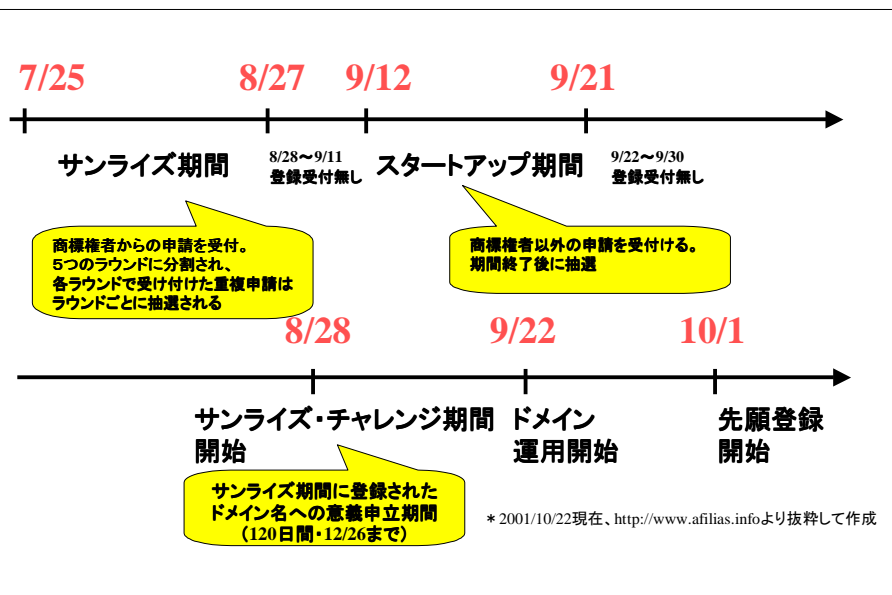 7/25 8/27 9/12 9/21
サンライズ期間
8/28～9/11
登録受付無し
スタートアップ期間
9/22～9/30
登録受付無し
商標権者からの申請を受付。
５つのラウンドに分割され、
各ラウンドで受け付けた重複申請は
ラウンドごとに抽選される
商標権者以外の申請を受付ける。
期間終了後に抽選
8/28 9/22 10/1
サンライズ・チャレンジ期間
開始
ドメイン
運用開始
先願登録
開始
サンライズ期間に登録された
ドメイン名への意義申立期間
（120日間・12/26まで）
＊2001/10/22現在、http://www.afilias.infoより抜粋して作成